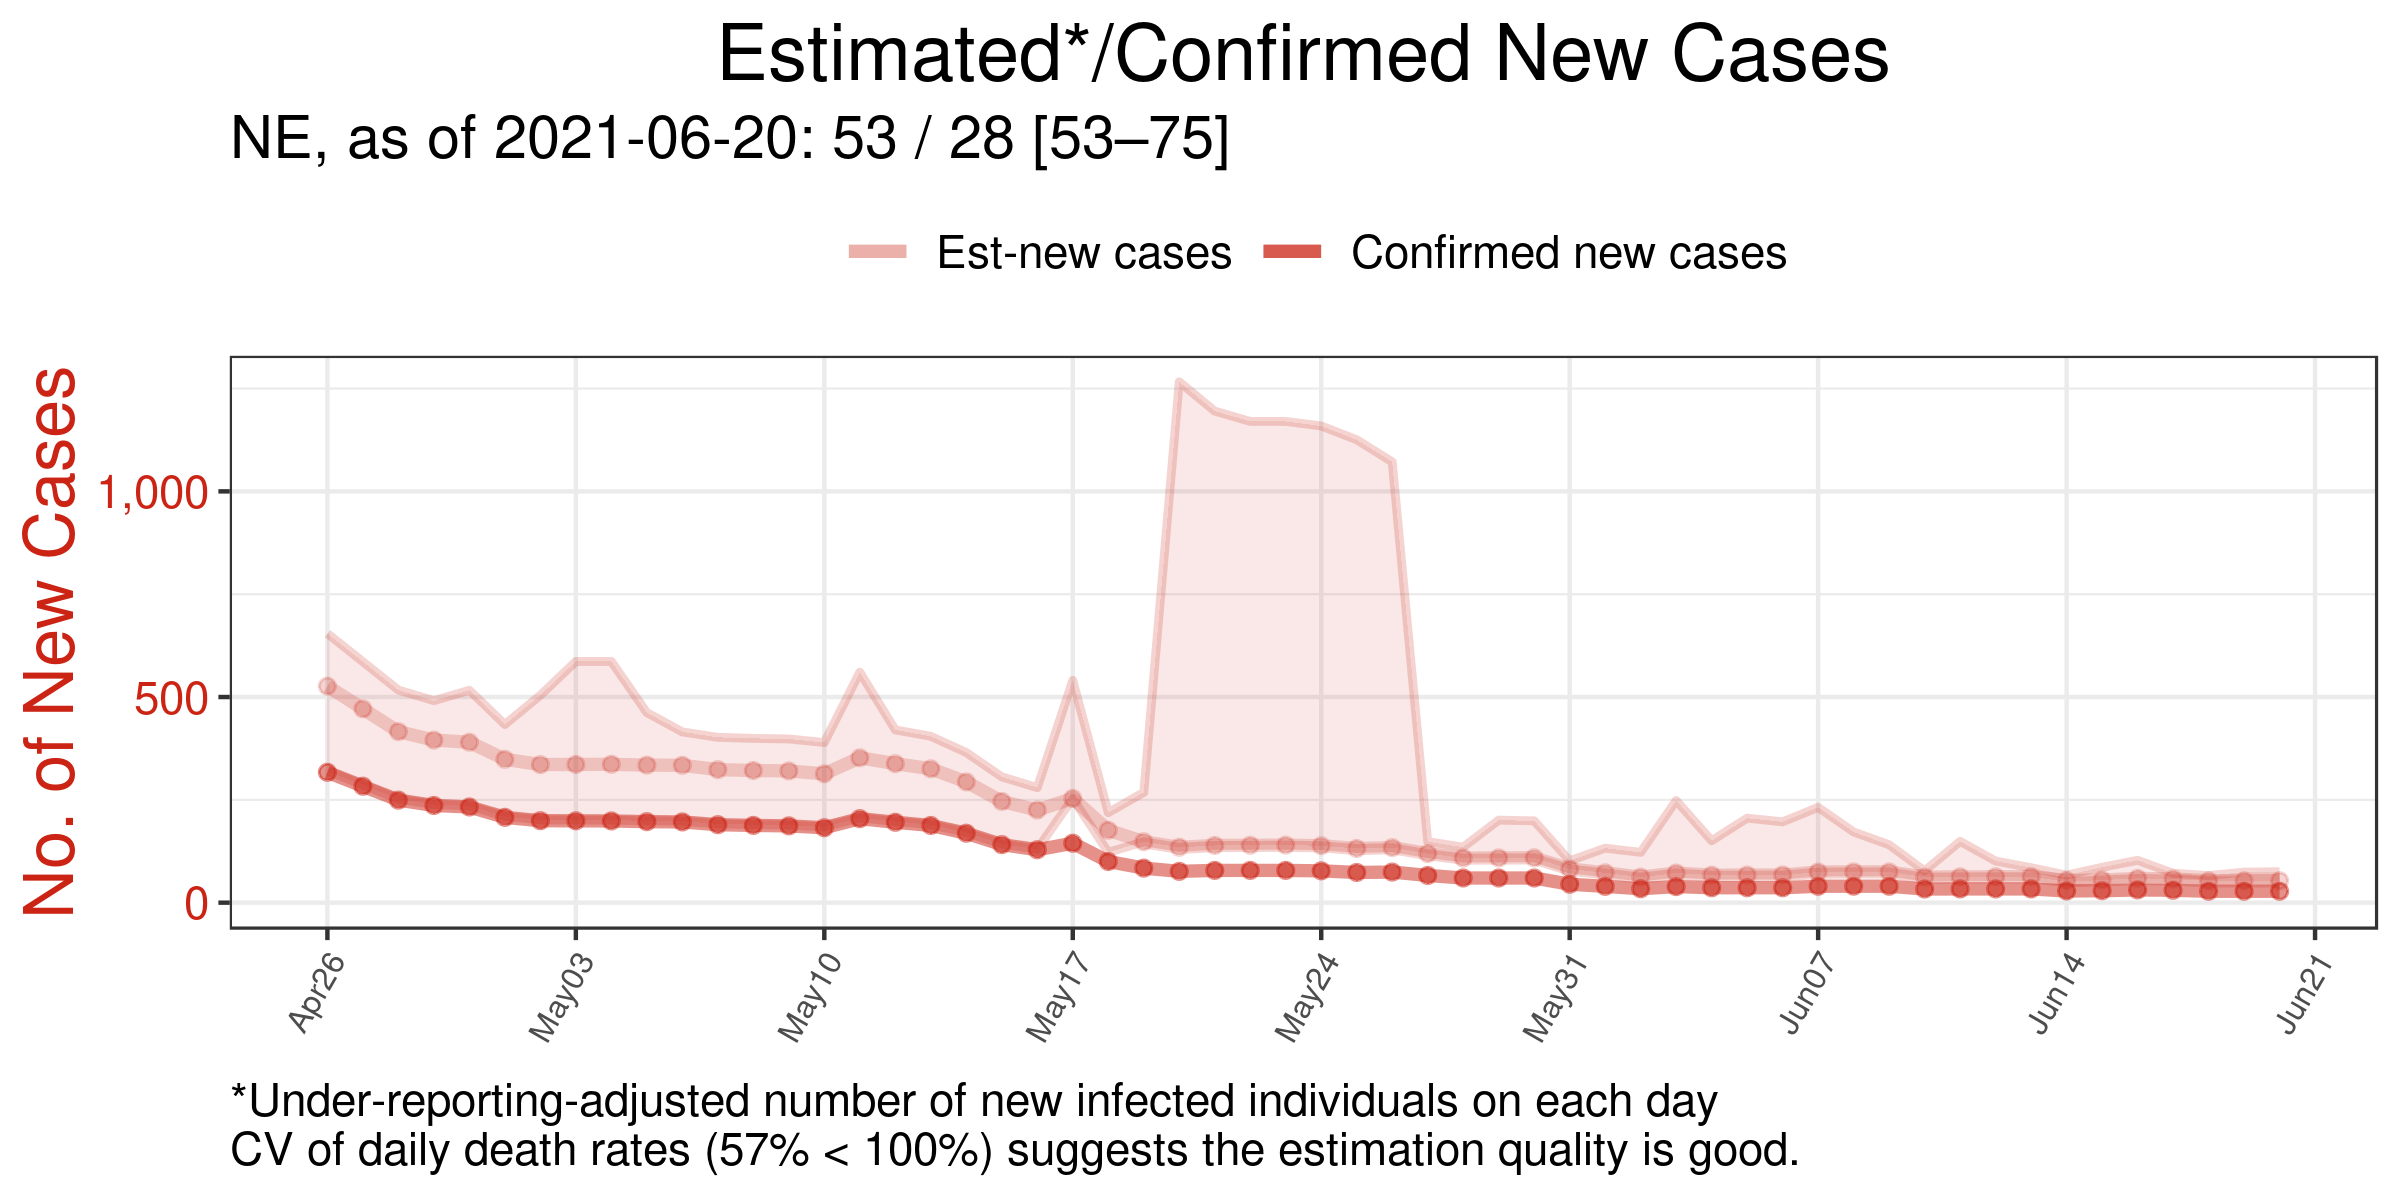 Estimated*/Confirmed New Cases
NE, as of 2021-06-20: 53 / 28 [53–75]
Est-new cases Confirmed new cases
No. of New Cases
1,000
500
0
Apr26 May03 May10 May17 May24 May31 Jun07 Jun14 Jun21
*Under-reporting-adjusted number of new infected individuals on each day
CV of daily death rates (57% < 100%) suggests the estimation quality is good.